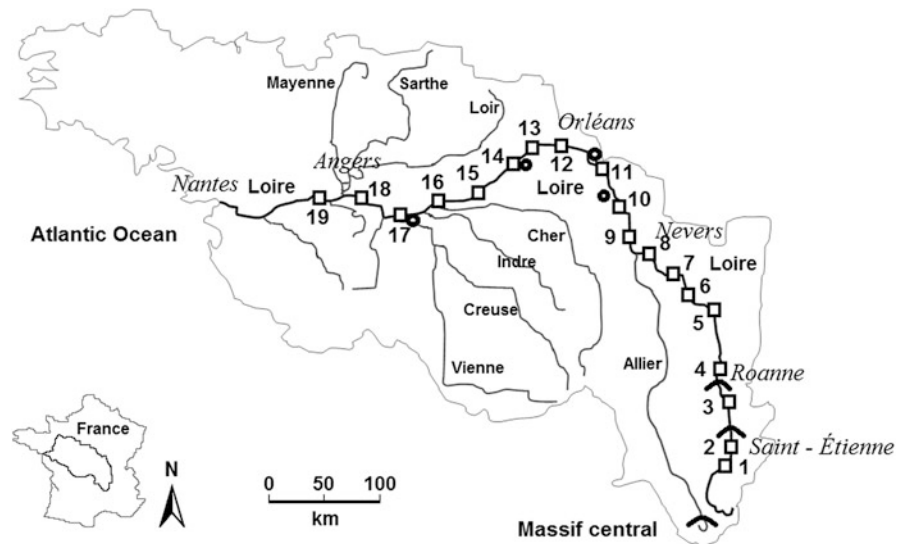 Mayenne
Sarthe
Loir
Orléans
13
12
14
11
Angers
Nantes
Loire
18
16
15
Loire
10
19
17
Atlantic Ocean
Cher
9
8
Nevers
Indre
7
Loire
6
Creuse
5
Vienne
Allier
4
Roanne
3
France
2
Saint - Étienne
1
N
0 50 100
km
Massif central